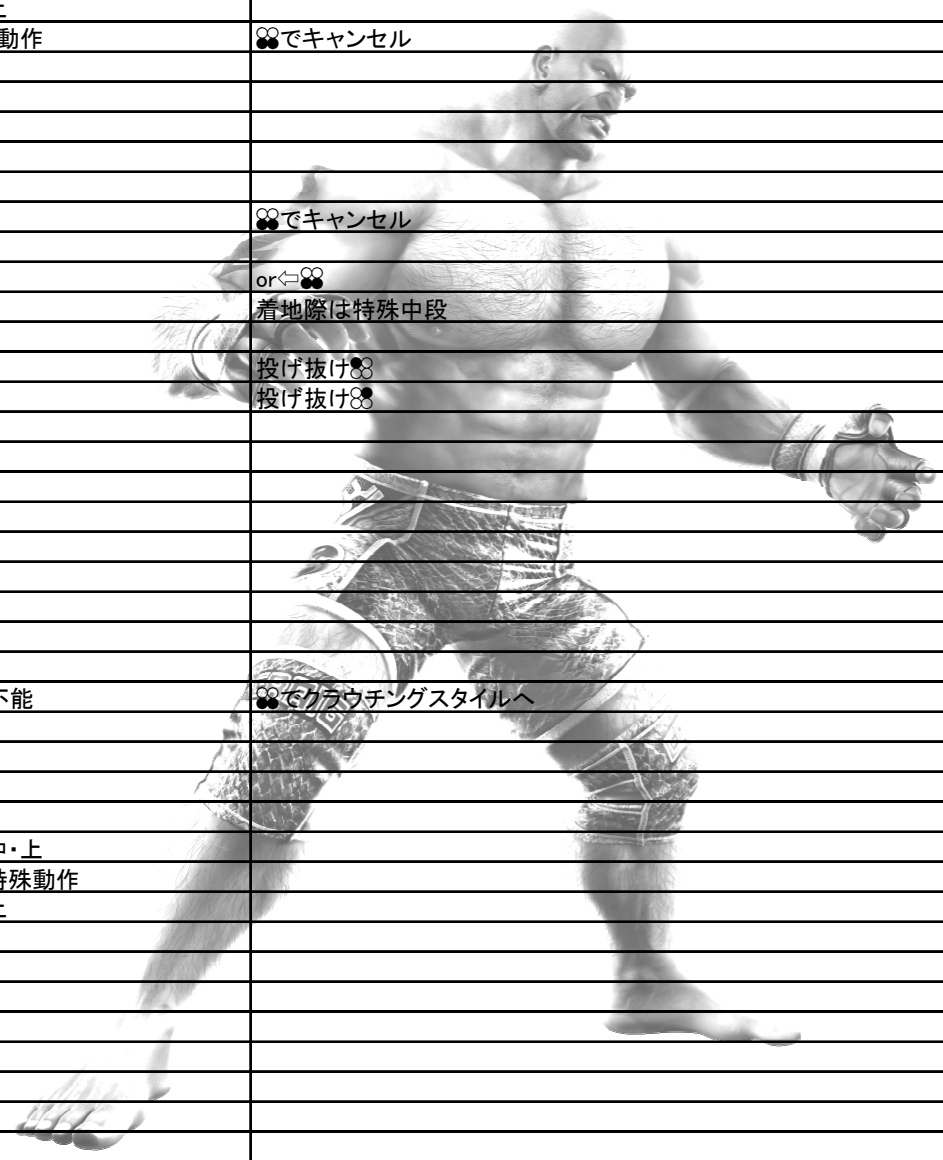 上
動作 ⚇でキャンセル
⚇でキャンセル
or⇦⚇
着地際は特殊中段
投げ抜け
投げ抜け
不能 ⚇でクラウチングスタイルへ
中・上
特殊動作
上